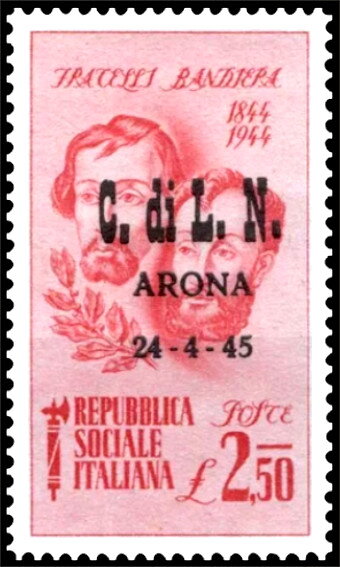 FRATELLI BANDIERA
1844
1944
C. di L. N.
ARONA
24-4-45
REPUBBLICA
SOCIALE
ITALIANA
POSTE
£2,50